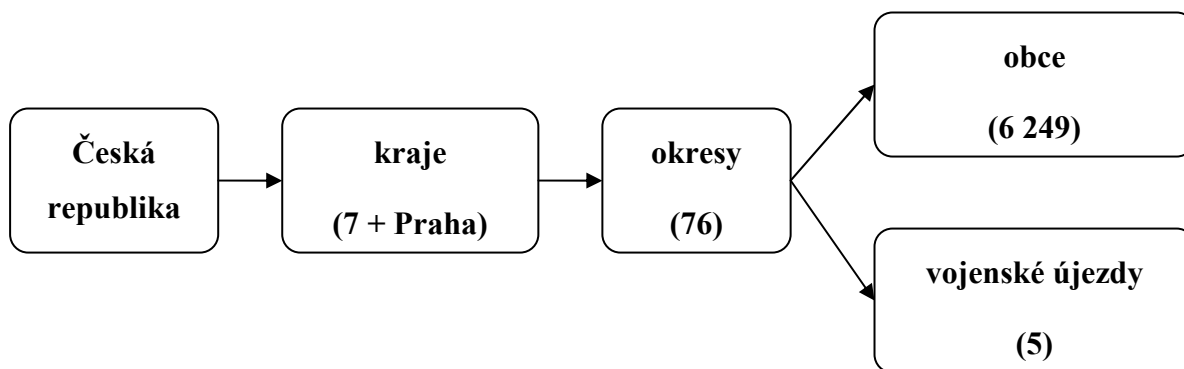 Česká
republika
kraje
(7 + Praha)
okresy
(76)
obce
(6 249)
vojenské újezdy
(5)